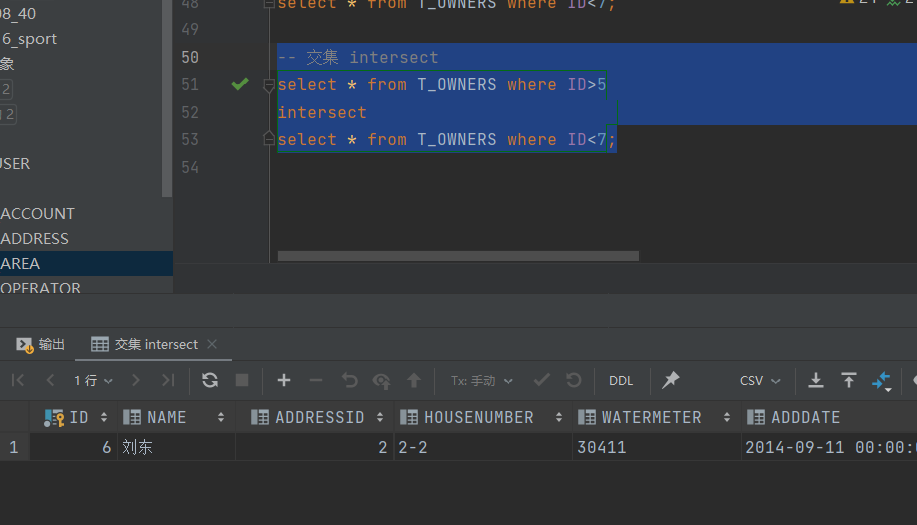 08_40
6_sport
象
2
2
USER
ACCOUNT
ADDRESS
AREA
OPERATOR
48 select * from T_OWNERS where ID<7;
49
50 -- 交集 intersect
51 select * from T_OWNERS where ID>5
52 intersect
53 select * from T_OWNERS where ID<7;
54
输出 交集 intersect
1 行 Tx: 手动 DDL CSV
ID NAME ADDRESSID HOUSENUMBER WATERMETER ADDDATE
1 6 刘东 2 2-2 30411 2014-09-11 00:00: